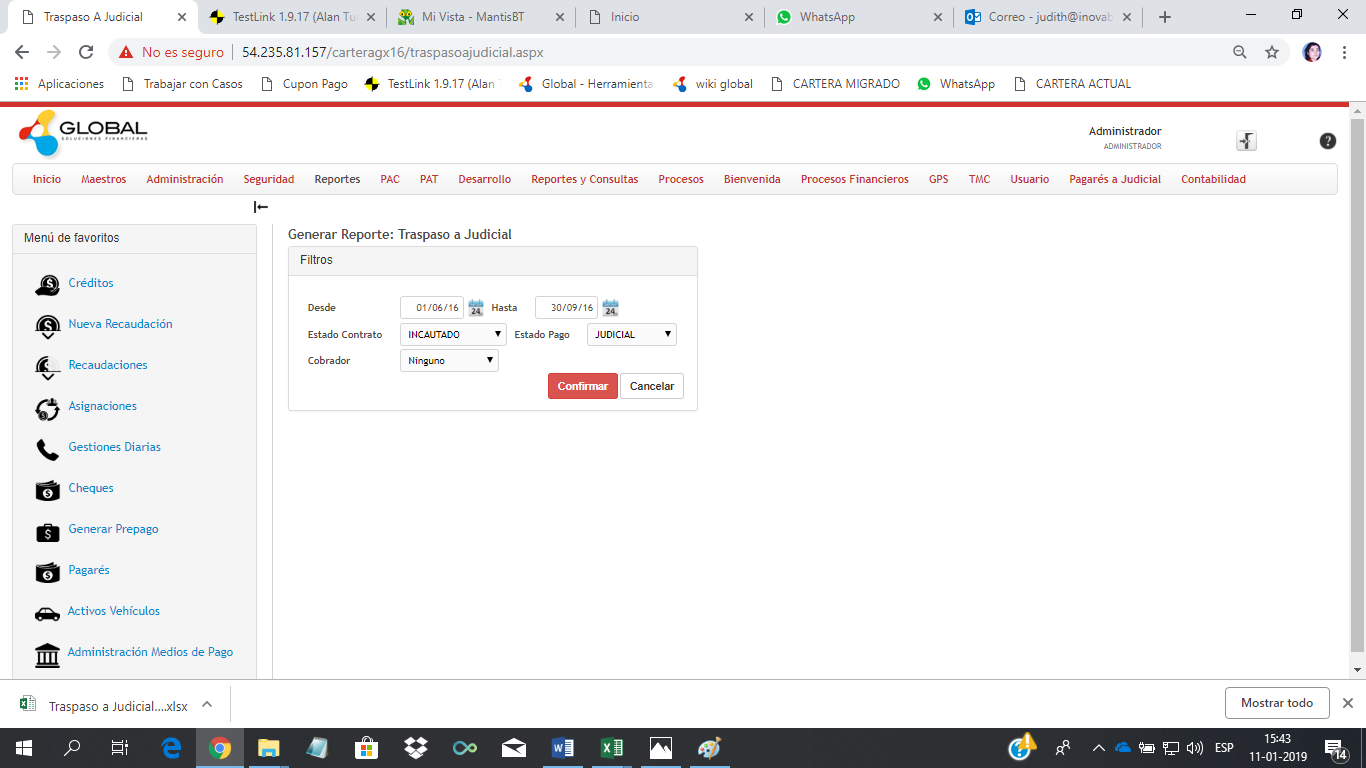 Traspaso A Judicial
TestLink 1.9.17 (Alan Tu
Mi Vista - MantisBT
Inicio
WhatsApp
Correo - judith@inovab
No es seguro
54.235.81.157/carteragx16/traspasoajudicial.aspx
Aplicaciones
Trabajar con Casos
Cupon Pago
TestLink 1.9.17 (Alan
Global - Herramienta
wiki global
CARTERA MIGRADO
WhatsApp
CARTERA ACTUAL
GLOBAL
SOLUCIONES FINANCIERAS
Administrador
ADMINISTRADOR
Inicio Maestros Administración Seguridad Reportes PAC PAT Desarrollo Reportes y Consultas Procesos Bienvenida Procesos Financieros GPS TMC Usuario Pagarés a Judicial Contabilidad
Menú de favoritos
Créditos
Nueva Recaudación
Recaudaciones
Asignaciones
Gestiones Diarias
Cheques
Generar Prepago
Pagarés
Activos Vehículos
Administración Medios de Pago
Generar Reporte: Traspaso a Judicial
Filtros
Desde 01/06/16 24 Hasta 30/09/16 24
Estado Contrato INCAUTADO Estado Pago JUDICIAL
Cobrador Ninguno
Confirmar Cancelar
Traspaso a Judicial....xlsx
Mostrar todo
ESP
15:43
11-01-2019
14